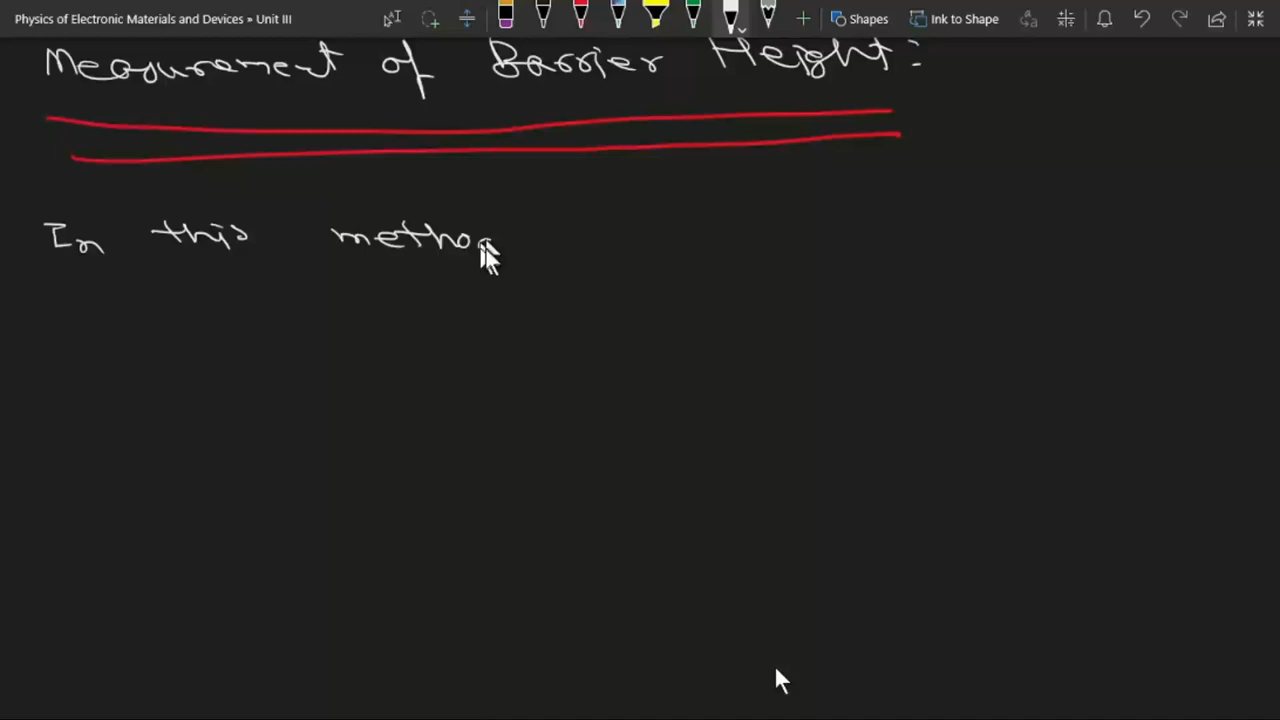 Physics of Electronic Materials and Devices » Unit III
Shapes
Ink to Shape
Measurement of Barrier Height:
In this metho